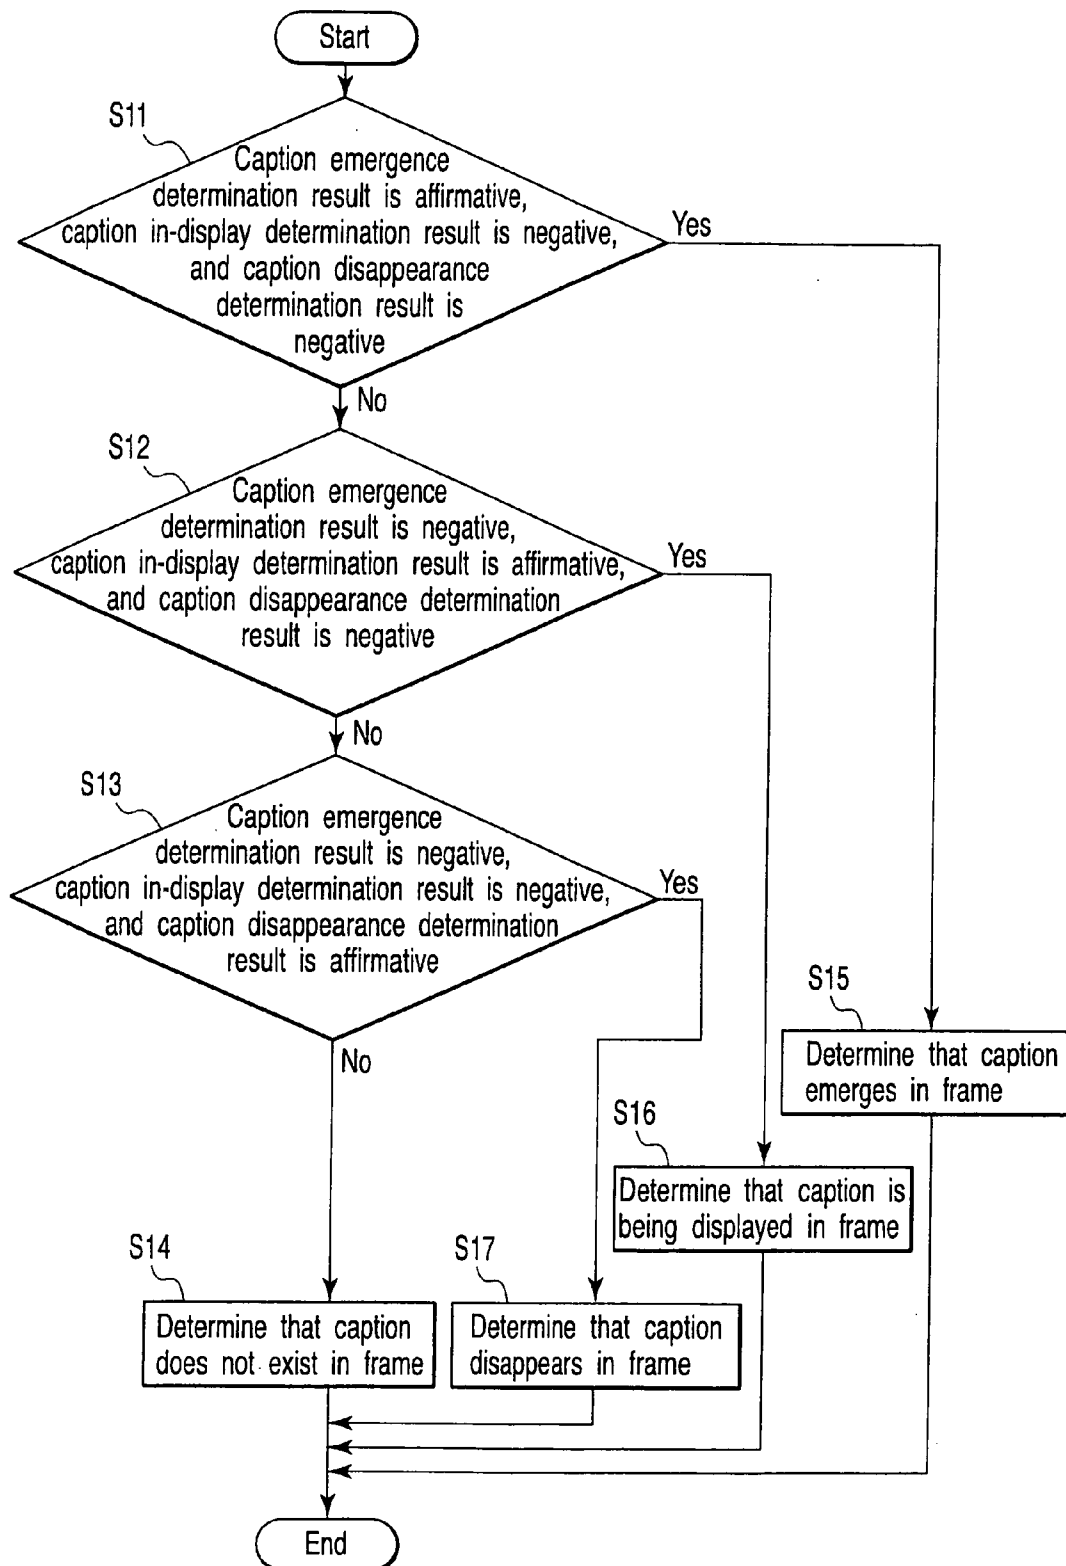 Start
S11
Caption emergence
determination result is affirmative,
caption in-display determination result is negative,
and caption disappearance
determination result is
negative
Yes
No
S12
Caption emergence
determination result is negative,
caption in-display determination result is affirmative,
and caption disappearance determination
result is negative
Yes
No
S13
Caption emergence
determination result is negative,
caption in-display determination result is negative,
and caption disappearance determination
result is affirmative
Yes
No
S15
Determine that caption
emerges in frame
S16
Determine that caption is
being displayed in frame
S14
Determine that caption
does not exist in frame
S17
Determine that caption
disappears in frame
End